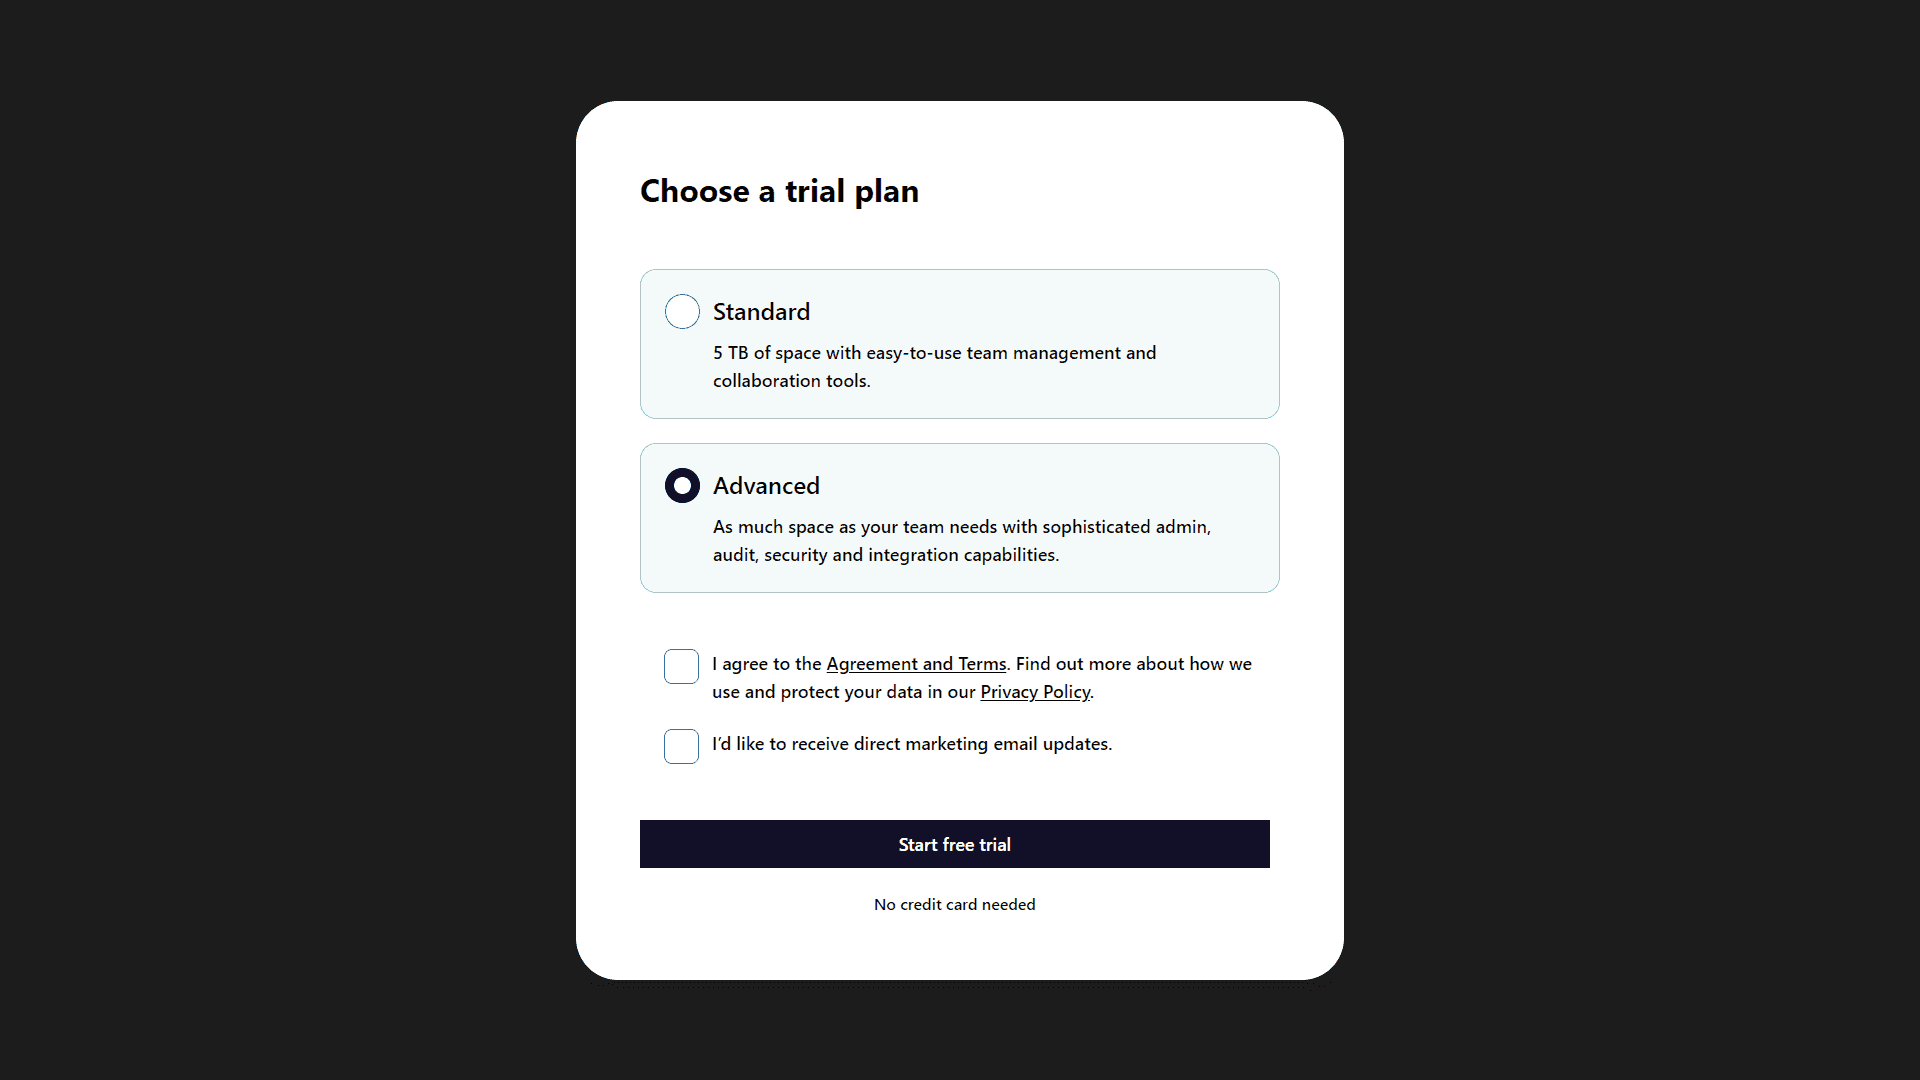 Choose a trial plan
Standard
5 TB of space with easy-to-use team management and
collaboration tools.
Advanced
As much space as your team needs with sophisticated admin,
audit, security and integration capabilities.
I agree to the Agreement and Terms. Find out more about how we
use and protect your data in our Privacy Policy.
I’d like to receive direct marketing email updates.
Start free trial
No credit card needed